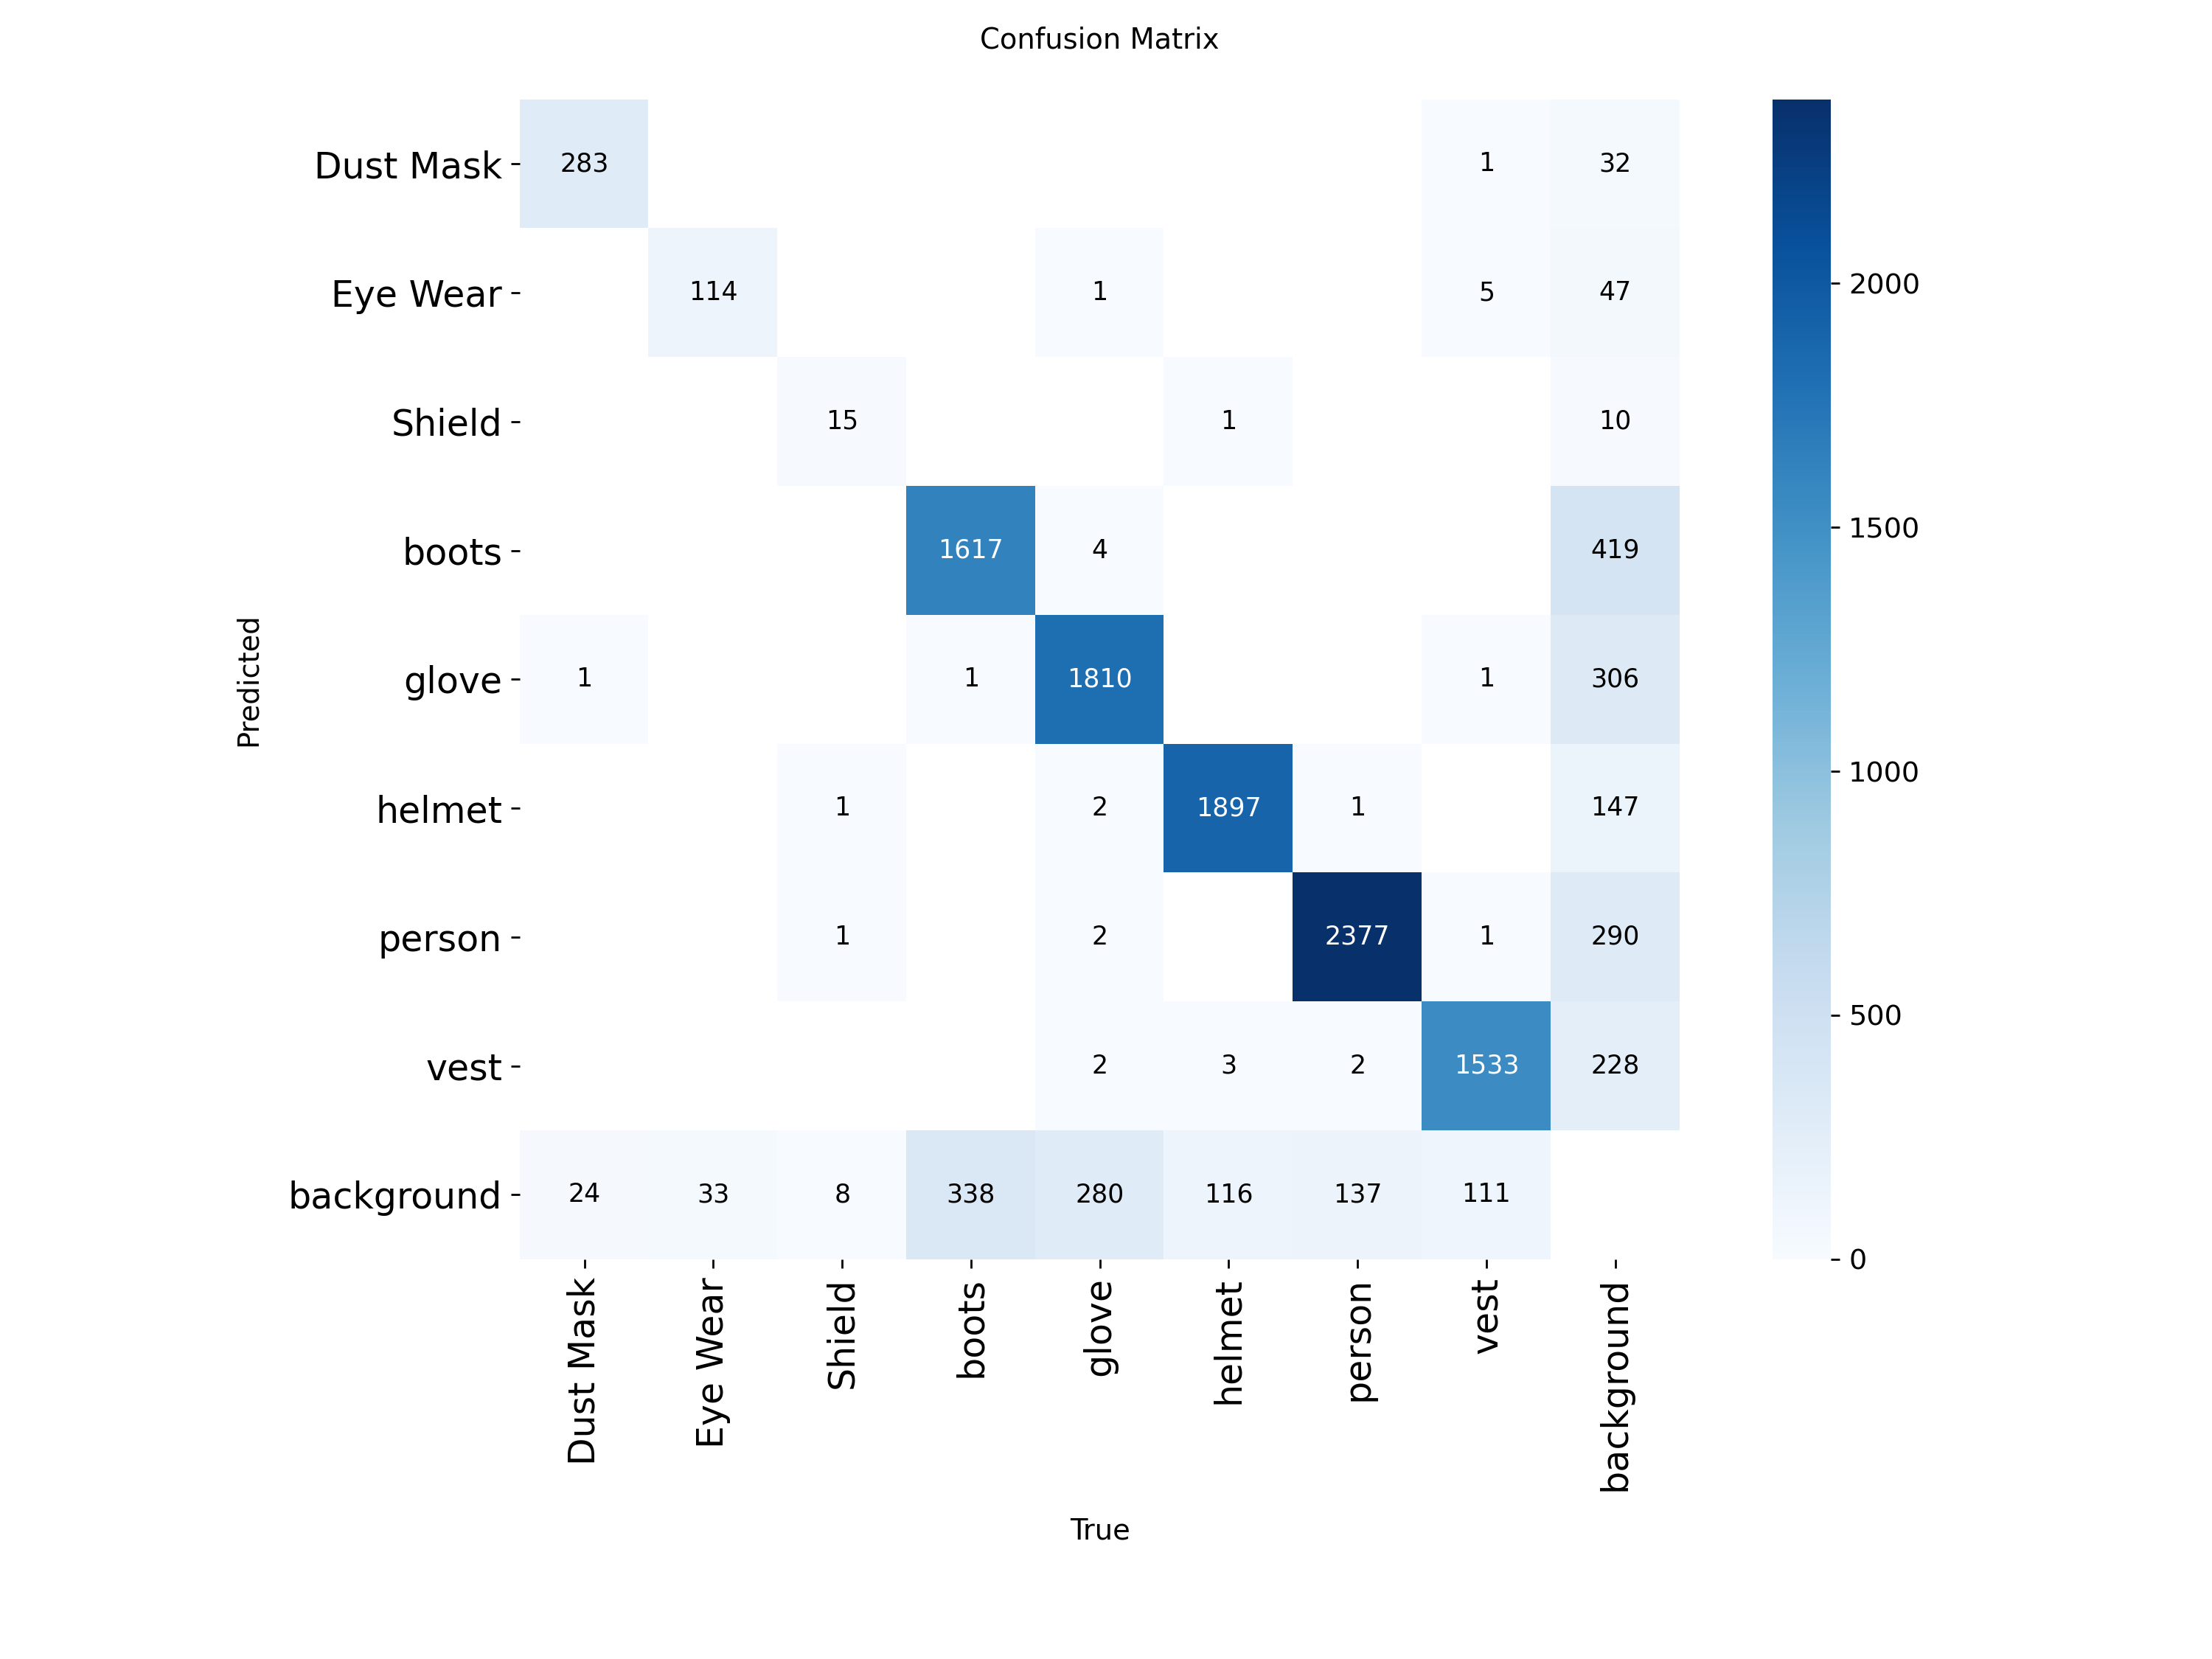 Confusion Matrix
Dust Mask 283 1 32
Eye Wear 114 1 5 47
Shield 15 1 10
boots 1617 4 419
glove 1 1 1810 1 306
helmet 1 2 1897 1 147
person 1 2 2377 1 290
vest 2 3 2 1533 228
background 24 33 8 338 280 116 137 111
Predicted
Dust Mask Eye Wear Shield boots glove helmet person vest background
True
2000
1500
1000
500
0